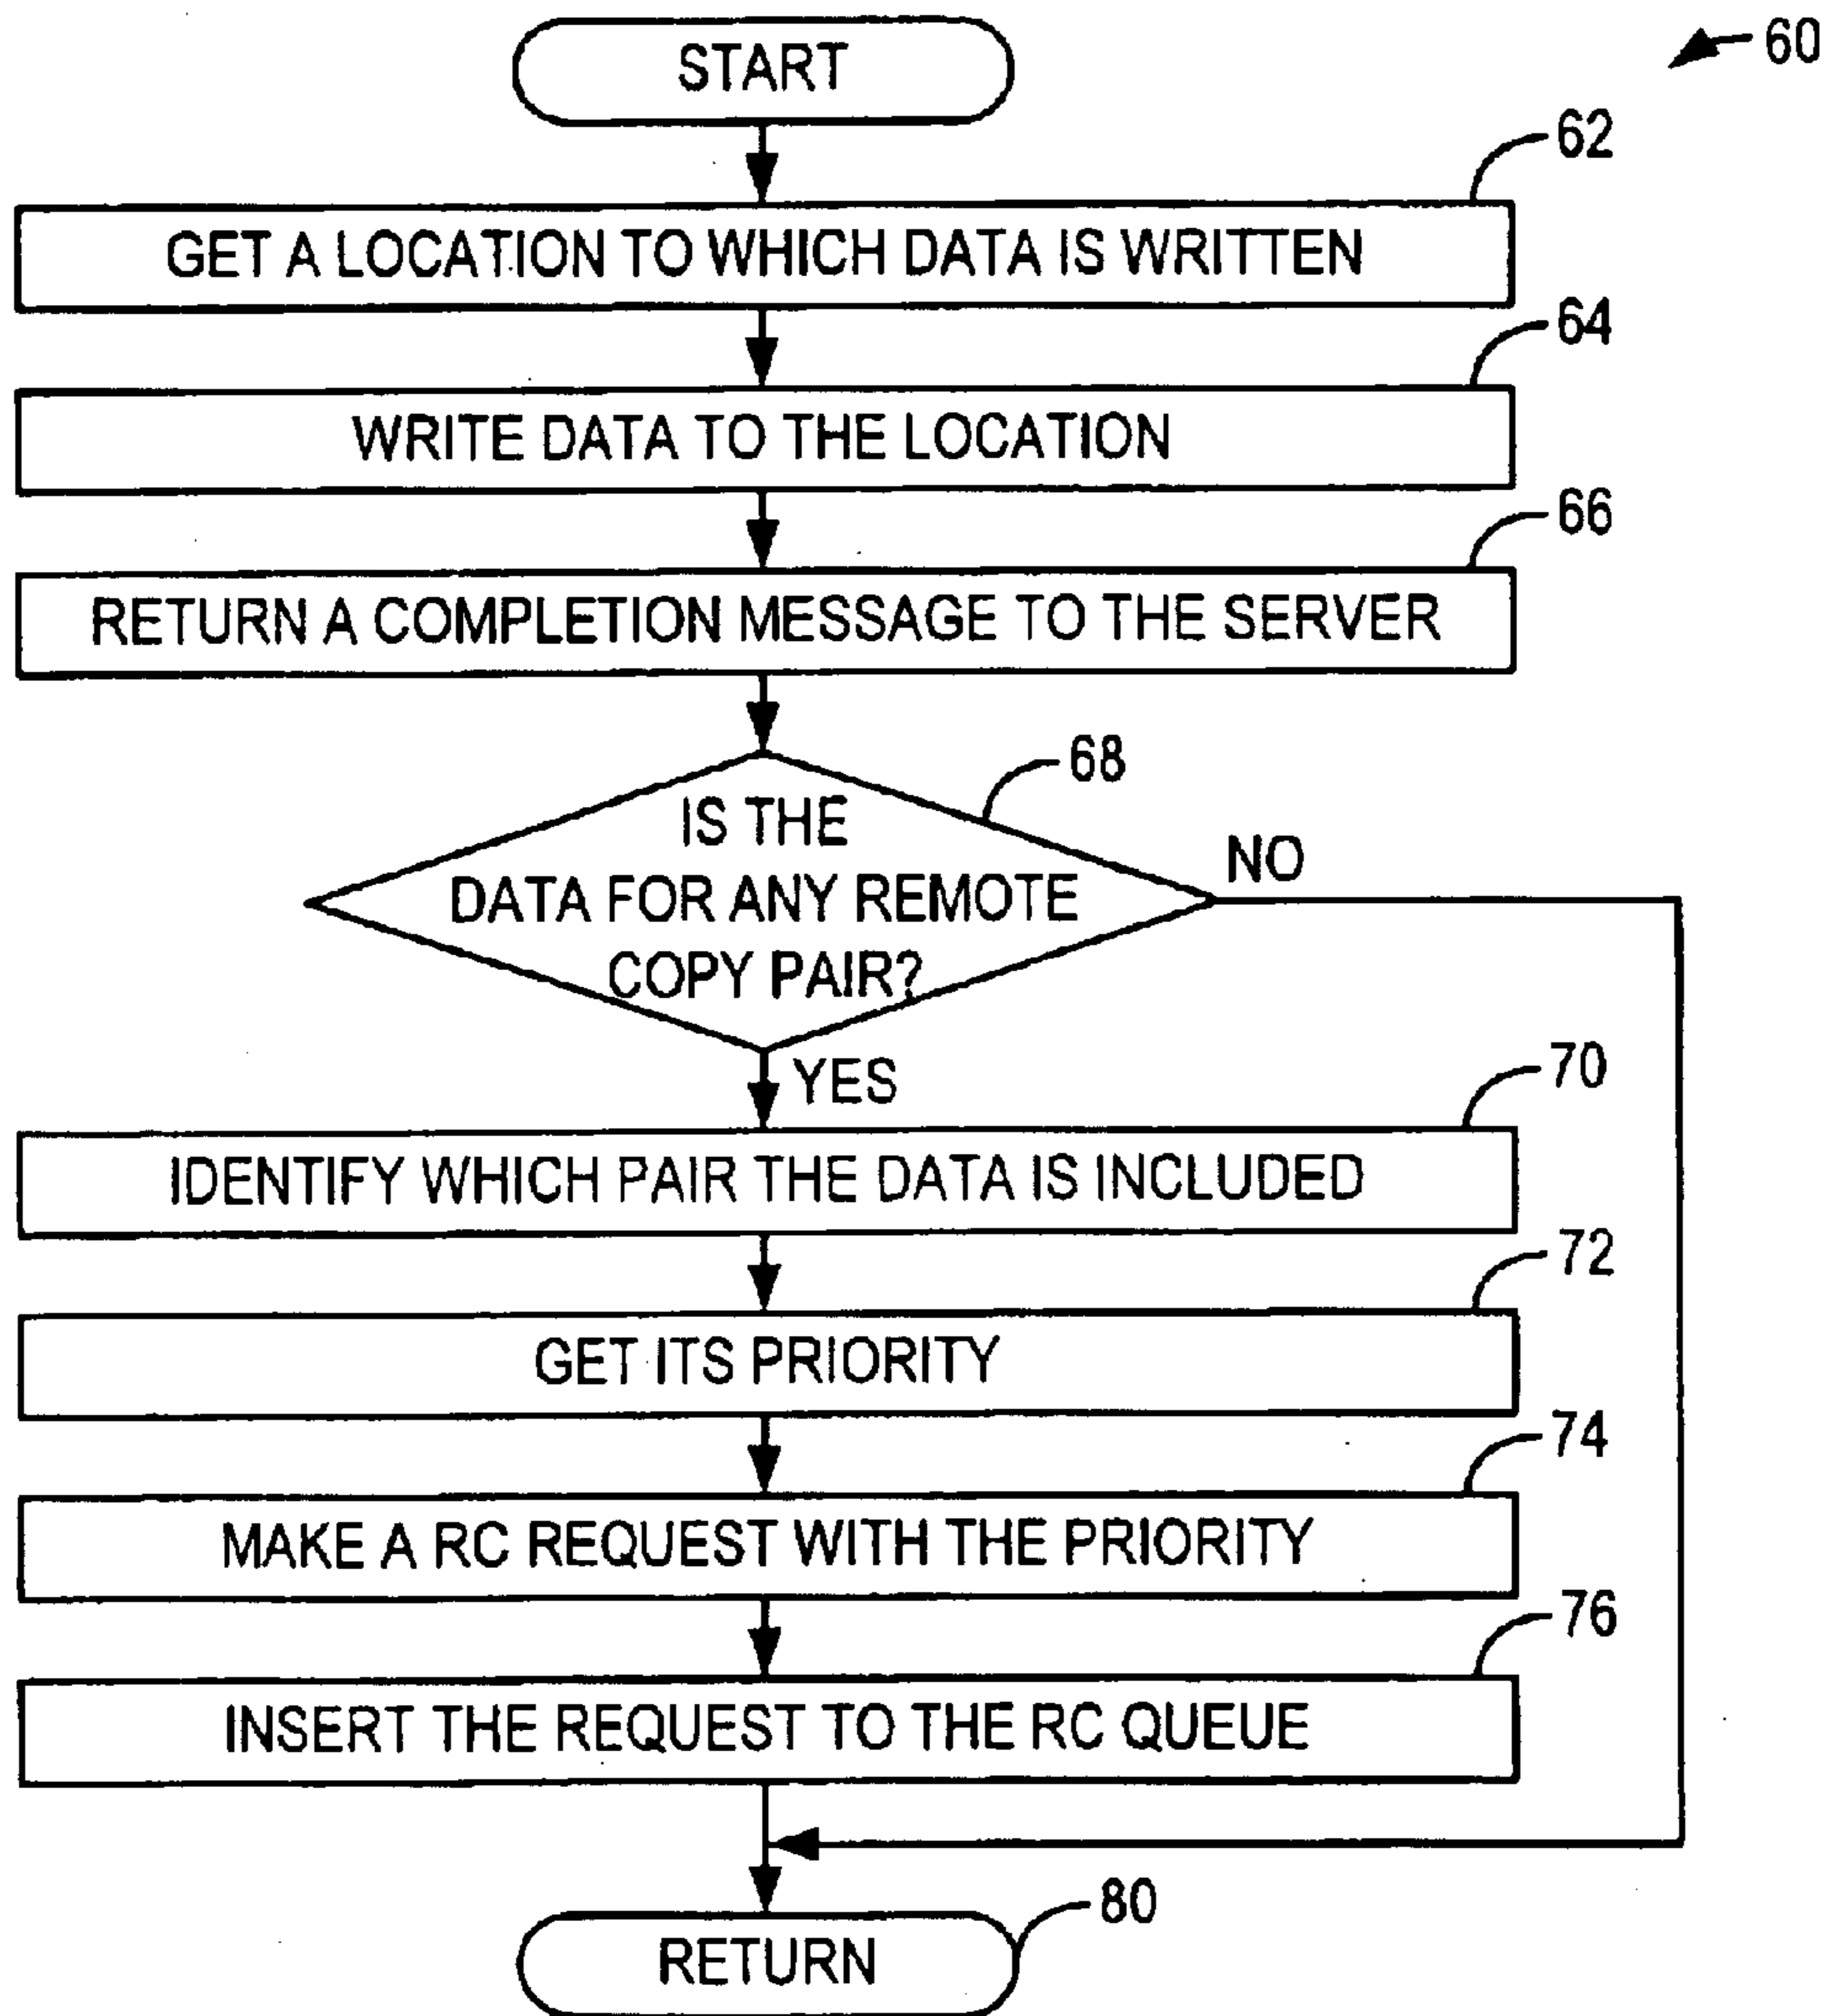 START
60
62
GET A LOCATION TO WHICH DATA IS WRITTEN
64
WRITE DATA TO THE LOCATION
66
RETURN A COMPLETION MESSAGE TO THE SERVER
68
IS THE
DATA FOR ANY REMOTE
COPY PAIR?
NO
YES
70
IDENTIFY WHICH PAIR THE DATA IS INCLUDED
72
GET ITS PRIORITY
74
MAKE A RC REQUEST WITH THE PRIORITY
76
INSERT THE REQUEST TO THE RC QUEUE
80
RETURN